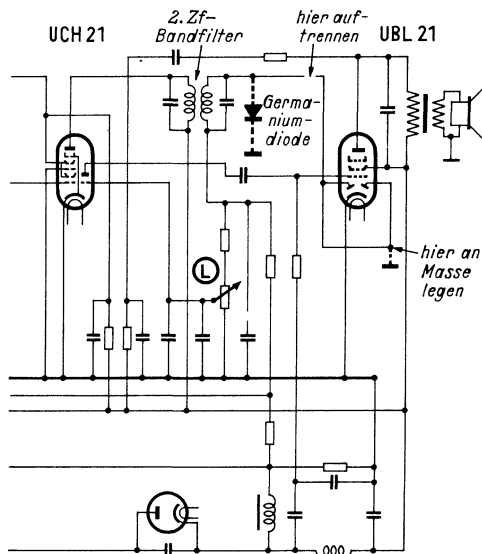 UCH 21
2. Zf-
Bandfilter
hier auf-
trennen
UBL 21
Germa-
nium-
diode
L
hier an
Masse
legen